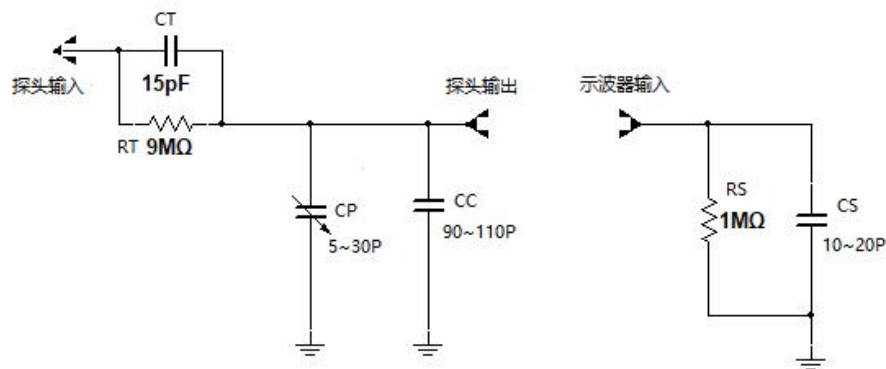 CT
15pF
探头输入
RT 9MΩ
探头输出
示波器输入
CP
5~30P
CC
90~110P
RS
1MΩ
CS
10~20P